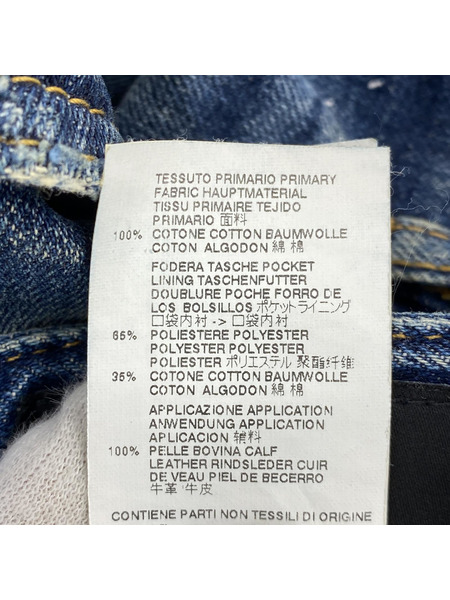 TESSUTO PRIMARIO PRIMARY
FABRIC HAUPTMATERIAL
TISSU PRIMAIRE TEJIDO
PRIMARIO 面料
100% COTONE COTTON BAUMWOLLE
COTON ALGODON 綿 棉
FODERA TASCHE POCKET
LINING TASCHENFUTTER
DOUBLURE POCHE FORRO DE
LOS BOLSILLOS ポケットライニング
口袋内衬 -> 口袋内衬
65% POLIESTERE POLYESTER
POLYESTER POLYESTER
POLIESTER ポリエステル 聚酯纤维
35% COTONE COTTON BAUMWOLLE
COTON ALGODON 綿 棉
APPLICAZIONE APPLICATION
ANWENDUNG APPLICATION
APLICACION 辅料
100% PELLE BOVINA CALF
LEATHER RINDSLEDER CUIR
DE VEAU PIEL DE BECERRO
牛革 牛皮
CONTIENE PARTI NON TESSILI DI ORIGINE